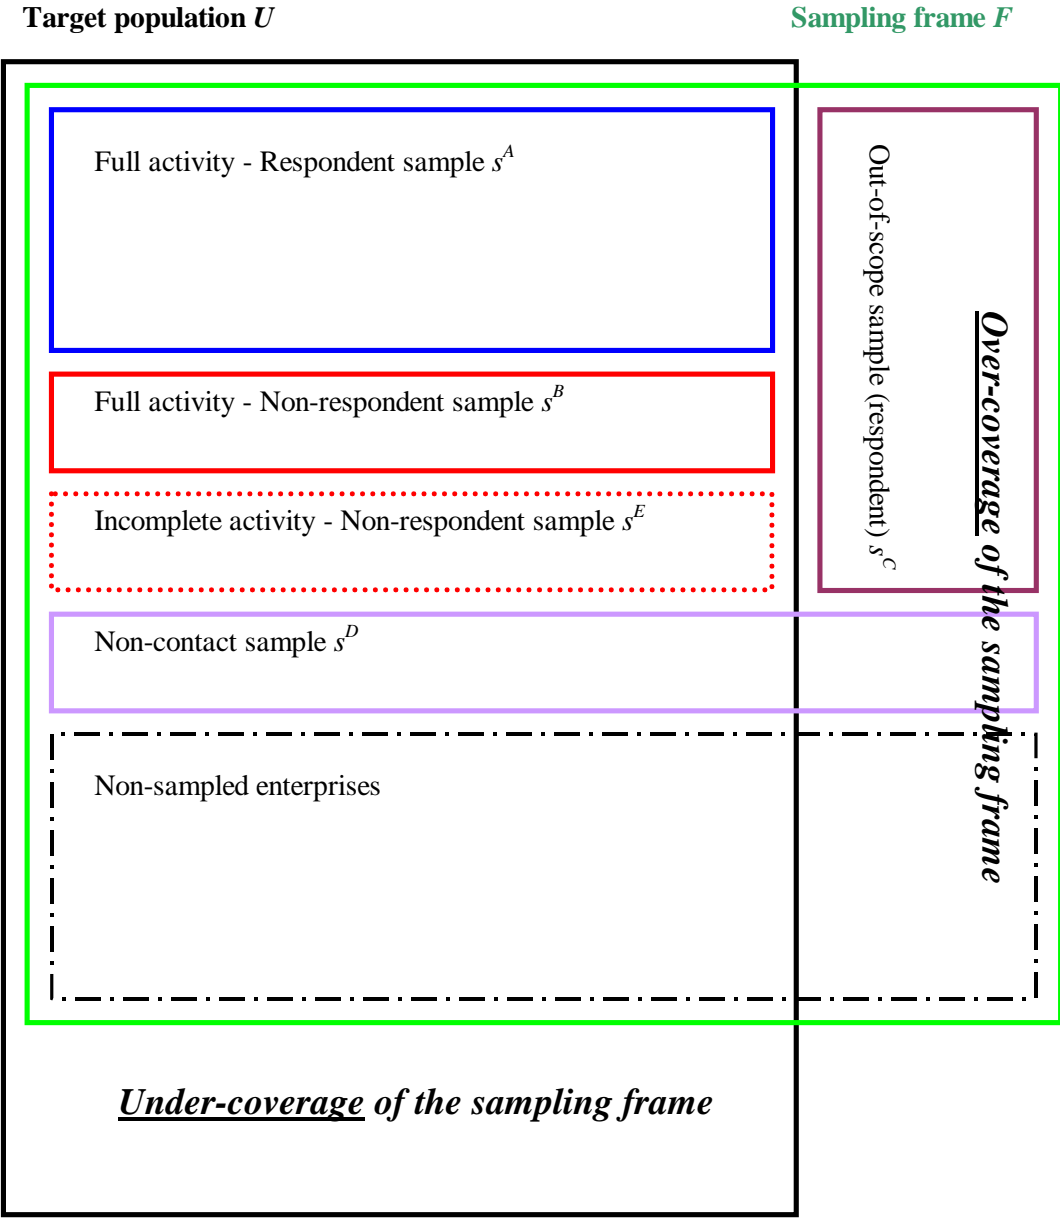 Target population U
Sampling frame F
Full activity - Respondent sample s^A
Out-of-scope sample (respondent) s^C
Over-coverage of the sampling frame
Full activity - Non-respondent sample s^B
Incomplete activity - Non-respondent sample s^E
Non-contact sample s^D
Non-sampled enterprises
Under-coverage of the sampling frame